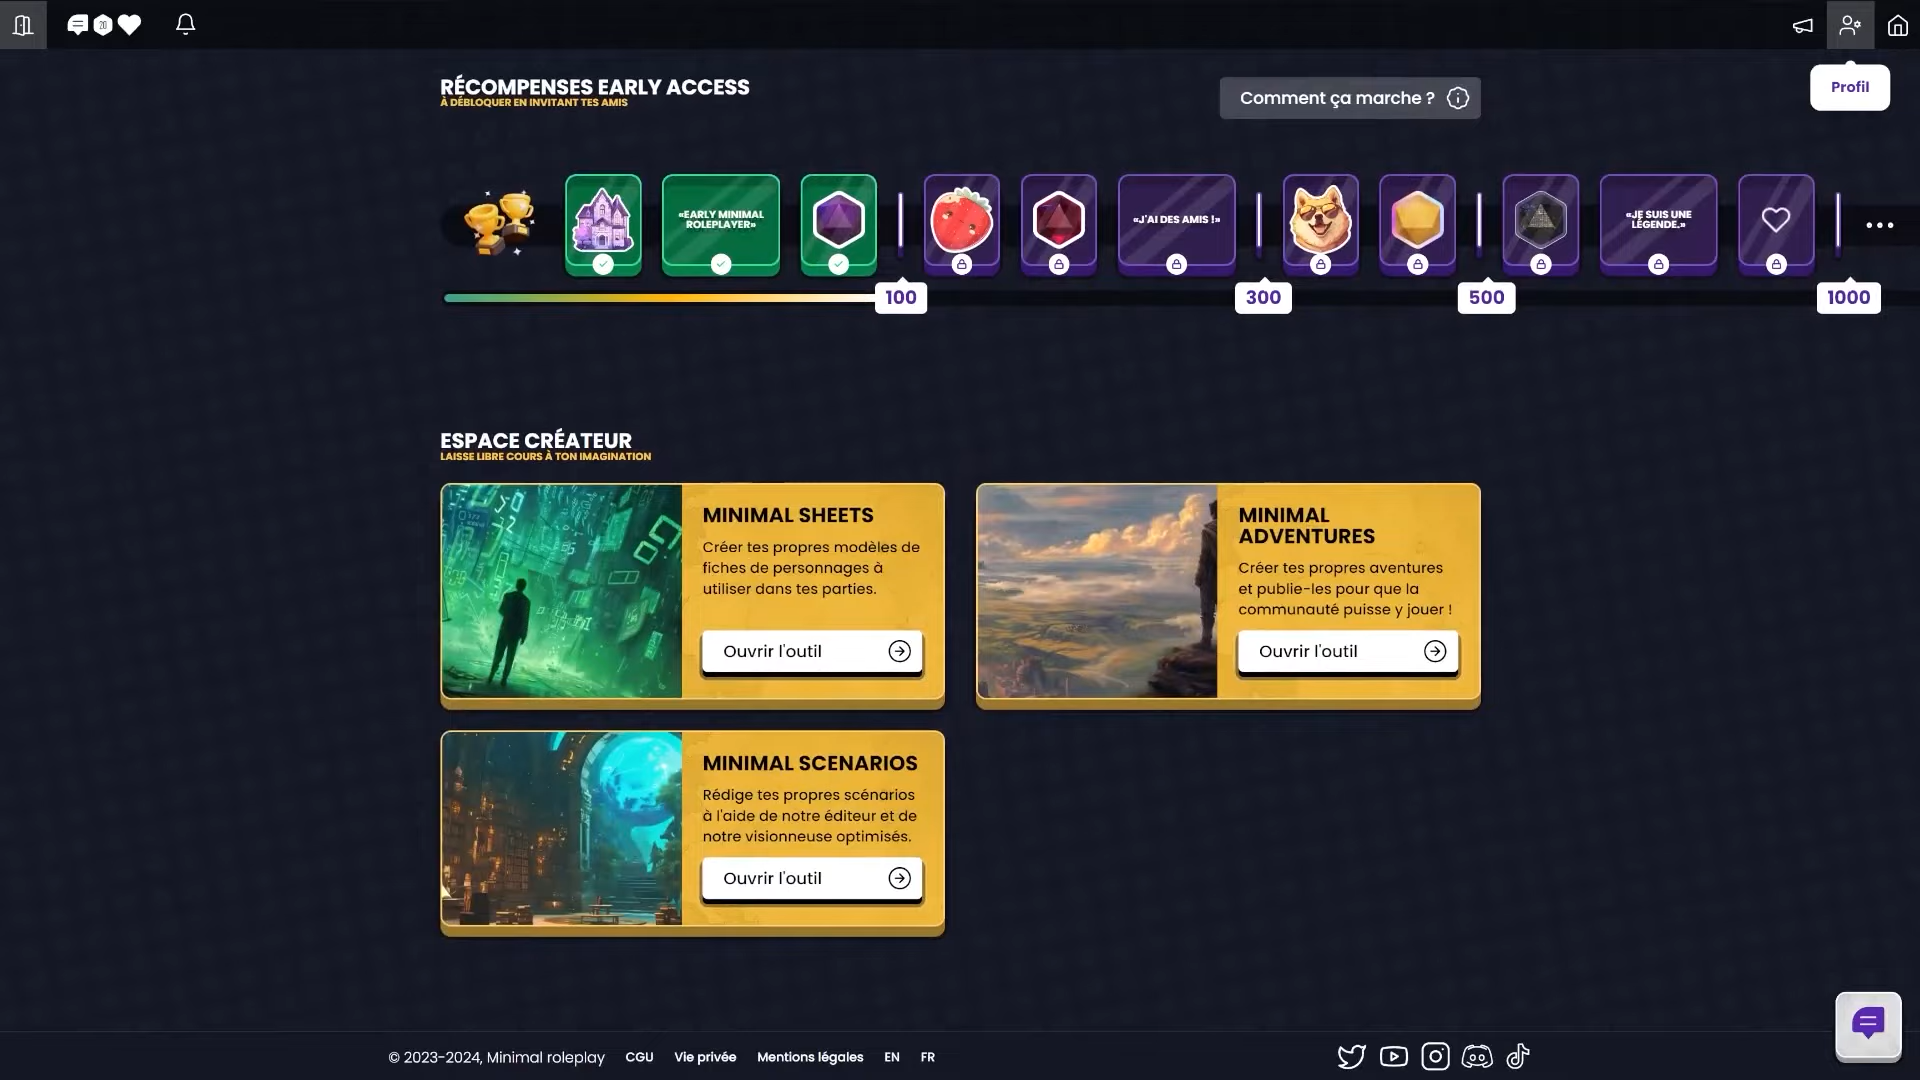 20
Profil
RÉCOMPENSES EARLY ACCESS
À DÉBLOQUER EN INVITANT TES AMIS
Comment ça marche ?
«EARLY MINIMAL
ROLEPLAYER»
«J'AI DES AMIS !»
«JE SUIS UNE
LÉGENDE.»
100
300
500
1000
ESPACE CRÉATEUR
LAISSE LIBRE COURS À TON IMAGINATION
MINIMAL SHEETS
Créer tes propres modèles de
fiches de personnages à
utiliser dans tes parties.
Ouvrir l'outil
MINIMAL
ADVENTURES
Créer tes propres aventures
et publie-les pour que la
communauté puisse y jouer !
Ouvrir l'outil
MINIMAL SCENARIOS
Rédige tes propres scénarios
à l'aide de notre éditeur et de
notre visionneuse optimisés.
Ouvrir l'outil
© 2023-2024, Minimal roleplay CGU Vie privée Mentions légales EN FR